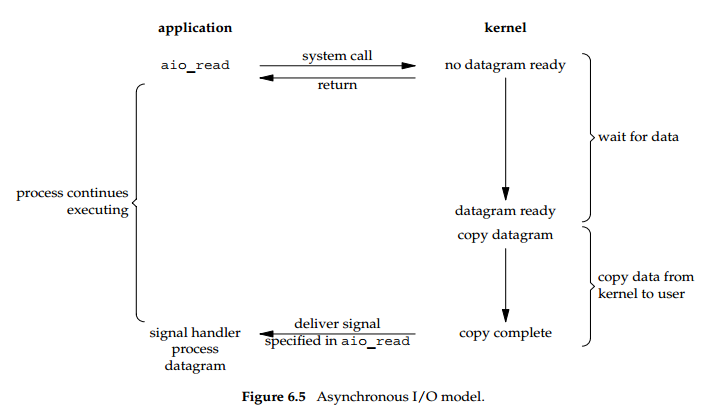 application
kernel
aio_read
system call
no datagram ready
return
wait for data
process continues
executing
datagram ready
copy datagram
copy data from
kernel to user
signal handler
process
datagram
deliver signal
specified in aio_read
copy complete
Figure 6.5 Asynchronous I/O model.